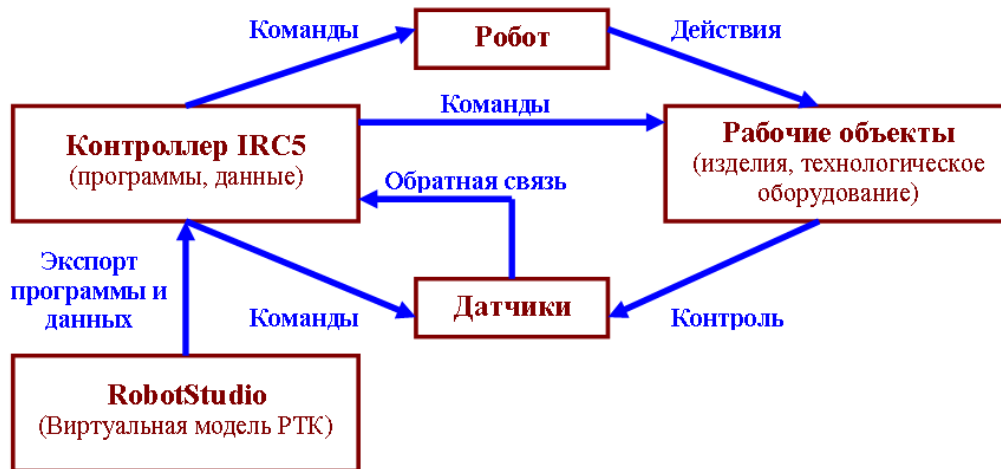 Команды
Робот
Действия
Команды
Контроллер IRC5
(программы, данные)
Рабочие объекты
(изделия, технологическое
оборудование)
Обратная связь
Экспорт
программы и
данных
Команды
Датчики
Контроль
RobotStudio
(Виртуальная модель РТК)